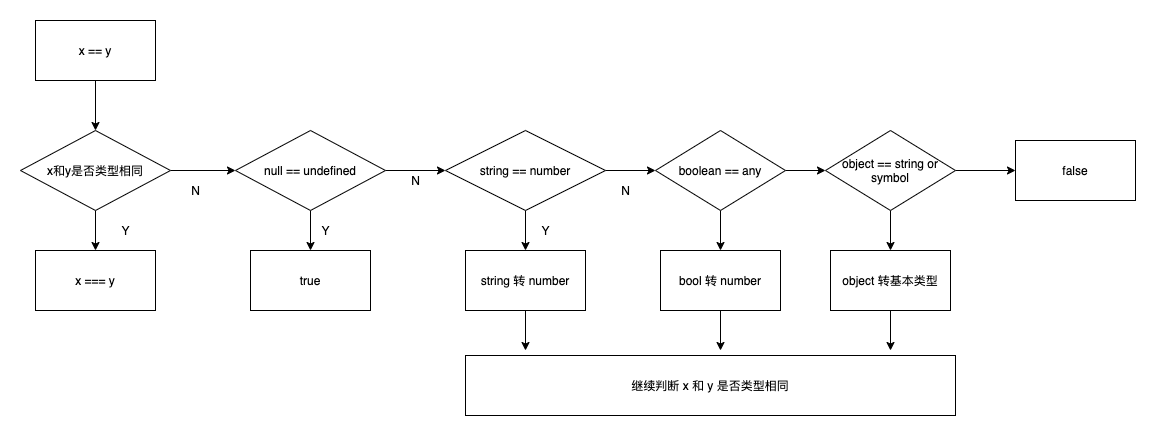 x == y
x和y是否类型相同
N
null == undefined
N
string == number
N
boolean == any
object == string or
symbol
false
Y
Y
Y
x === y
true
string 转 number
bool 转 number
object 转基本类型
继续判断 x 和 y 是否类型相同